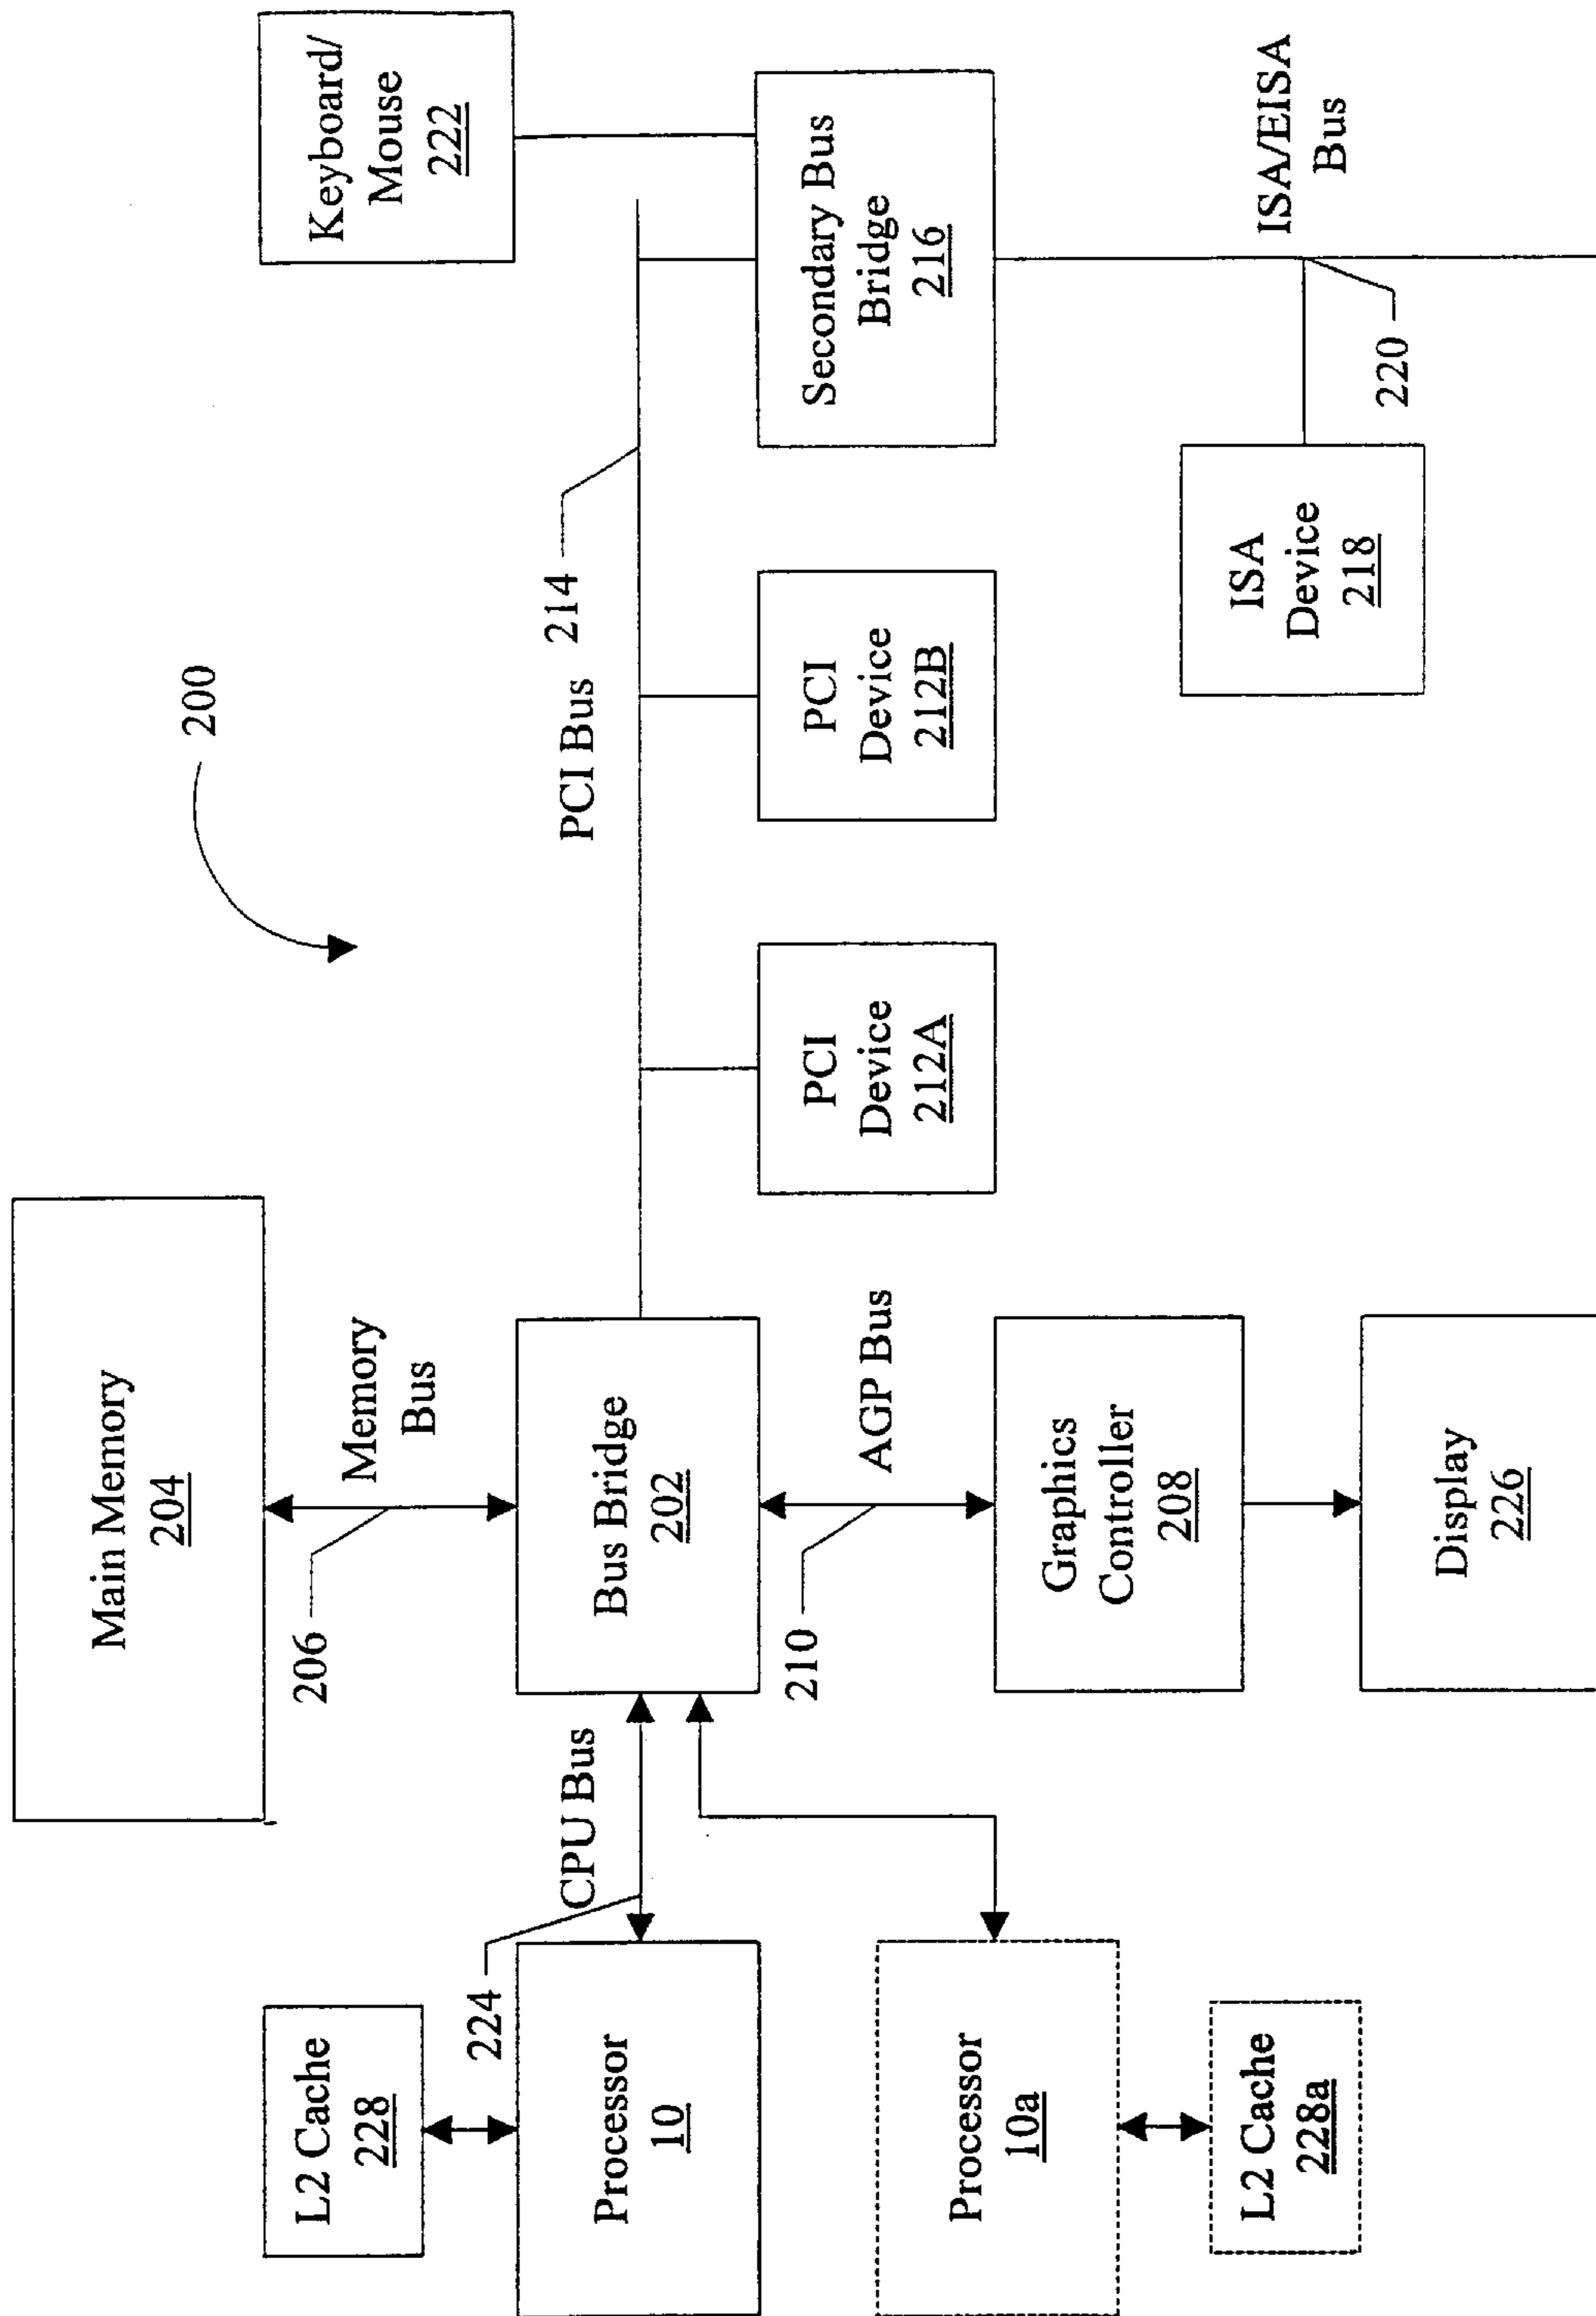 200
Main Memory
204
Keyboard/
Mouse
222
206
Memory
Bus
L2 Cache
228
224
CPU Bus
PCI Bus
214
Processor
10
Bus Bridge
202
PCI
Device
212A
PCI
Device
212B
Secondary Bus
Bridge
216
210
AGP Bus
Processor
10a
Graphics
Controller
208
ISA
Device
218
ISA/EISA
Bus
220
L2 Cache
228a
Display
226